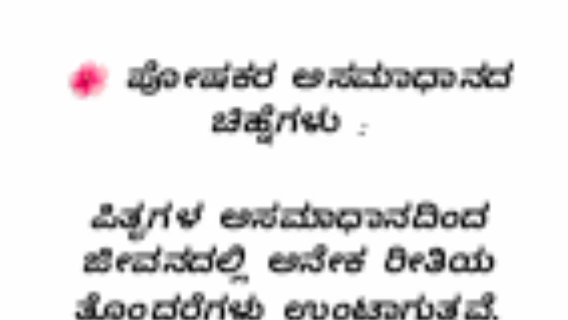 ಪೋಷಕರ ಅಸಮಾಧಾನದ
ಚಿಹ್ನೆಗಳು :
ಪಿತೃಗಳ ಅಸಮಾಧಾನದಿಂದ
ಜೀವನದಲ್ಲಿ ಅನೇಕ ರೀತಿಯ
ತೊಂದರೆಗಳು ಉಂಟಾಗುತ್ತವೆ.